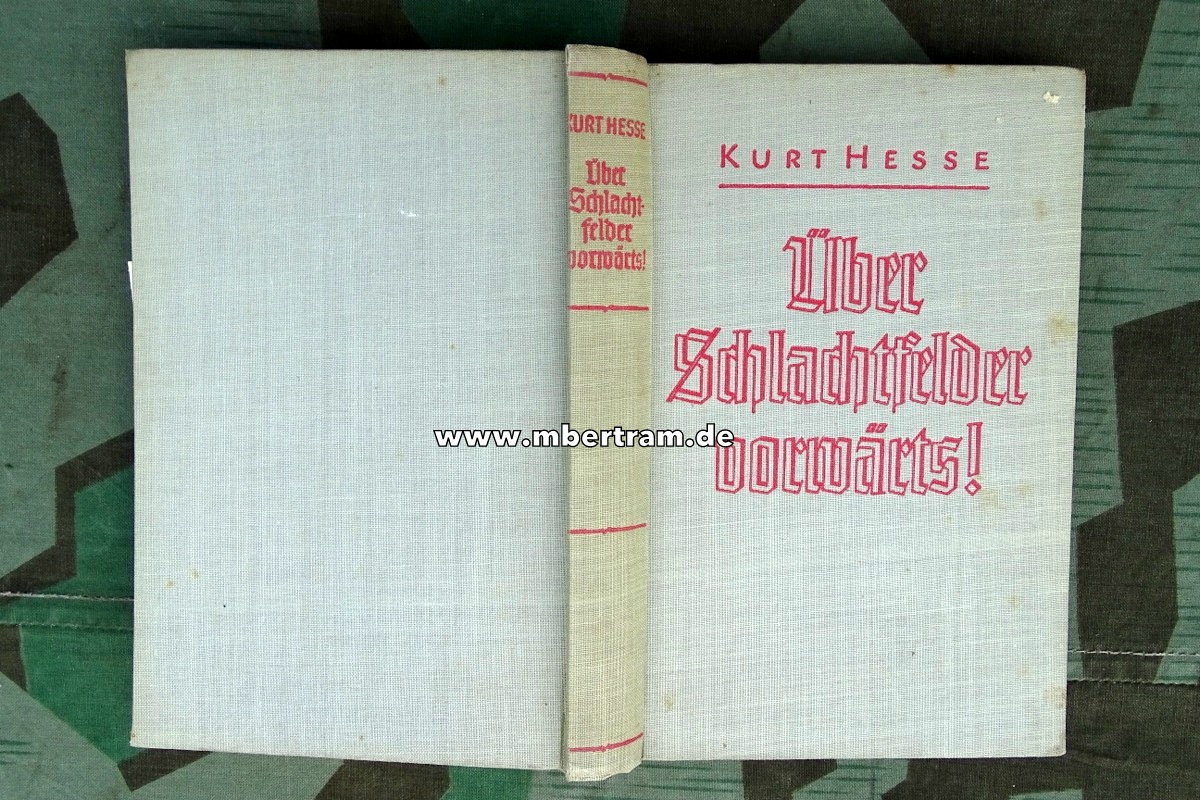 KURT HESSE
Über
Schlacht-
felder
vorwärts!
KURT HESSE
Über
Schlachtfelder
vorwärts!
www.mbertram.de